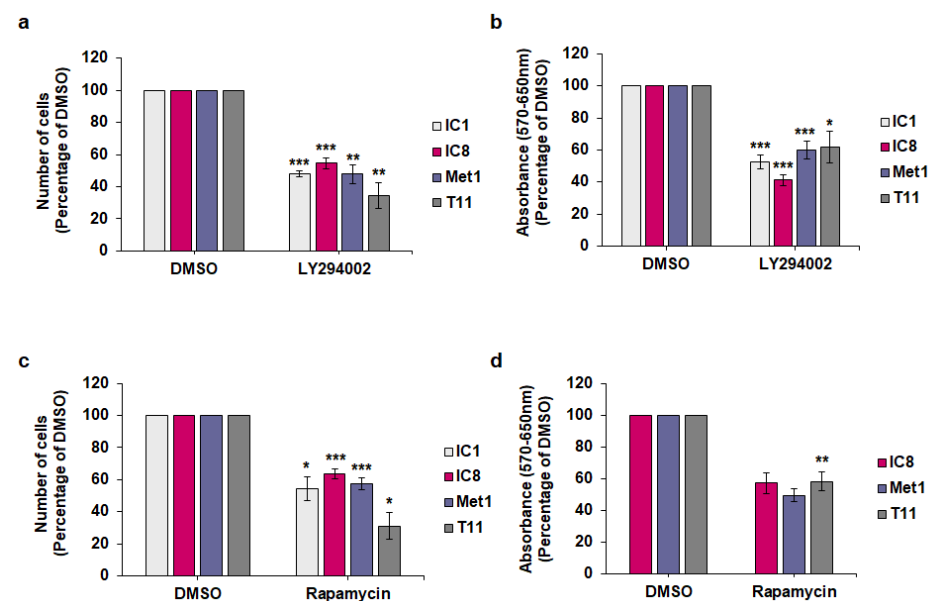 a
Number of cells
(Percentage of DMSO)
120
100
80
60
40
20
0
*** *** ** **
DMSO LY294002
IC1
IC8
Met1
T11
b
Absorbance (570-650nm)
(Percentage of DMSO)
120
100
80
60
40
20
0
*** *** *** *
DMSO LY294002
IC1
IC8
Met1
T11
c
Number of cells
(Percentage of DMSO)
120
100
80
60
40
20
0
* *** *** *
DMSO Rapamycin
IC1
IC8
Met1
T11
d
Absorbance (570-650nm)
(Percentage of DMSO)
120
100
80
60
40
20
0
**
DMSO Rapamycin
IC8
Met1
T11